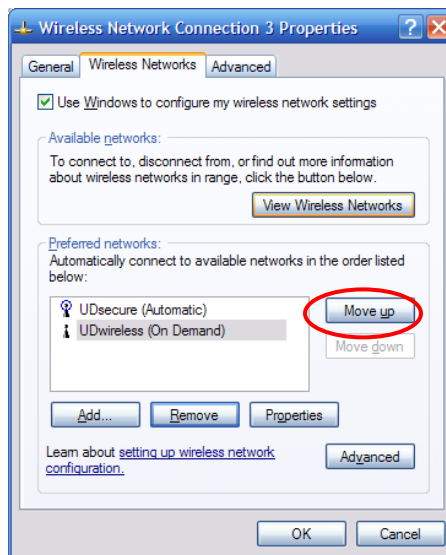 Wireless Network Connection 3 Properties
General
Wireless Networks
Advanced
Use Windows to configure my wireless network settings
Available networks:
To connect to, disconnect from, or find out more information
about wireless networks in range, click the button below.
View Wireless Networks
Preferred networks:
Automatically connect to available networks in the order listed
below:
UDsecure (Automatic)
Move up
UDwireless (On Demand)
Move down
Add...
Remove
Properties
Learn about setting up wireless network
configuration.
Advanced
OK
Cancel